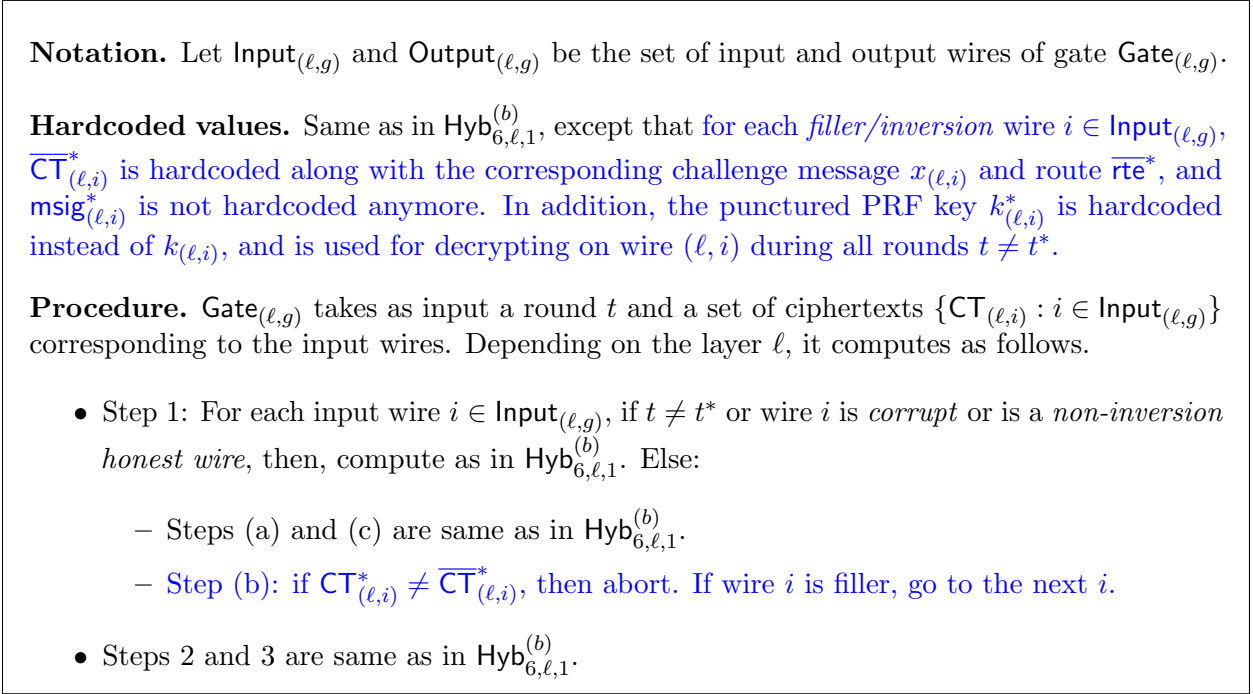 Notation. Let Input_(ℓ,g) and Output_(ℓ,g) be the set of input and output wires of gate Gate_(ℓ,g).
Hardcoded values. Same as in Hyb^(b)_{6,ℓ,1}, except that for each filler/inversion wire i ∈ Input_(ℓ,g),
\overline{CT}^*_(ℓ,i) is hardcoded along with the corresponding challenge message x_(ℓ,i) and route \overline{rte}^*, and
msig^*_(ℓ,i) is not hardcoded anymore. In addition, the punctured PRF key k^*_(ℓ,i) is hardcoded
instead of k_(ℓ,i), and is used for decrypting on wire (ℓ, i) during all rounds t ≠ t^*.
Procedure. Gate_(ℓ,g) takes as input a round t and a set of ciphertexts {CT_(ℓ,i) : i ∈ Input_(ℓ,g)}
corresponding to the input wires. Depending on the layer ℓ, it computes as follows.
• Step 1: For each input wire i ∈ Input_(ℓ,g), if t ≠ t^* or wire i is corrupt or is a non-inversion
honest wire, then, compute as in Hyb^(b)_{6,ℓ,1}. Else:
– Steps (a) and (c) are same as in Hyb^(b)_{6,ℓ,1}.
– Step (b): if CT^*_(ℓ,i) ≠ \overline{CT}^*_(ℓ,i), then abort. If wire i is filler, go to the next i.
• Steps 2 and 3 are same as in Hyb^(b)_{6,ℓ,1}.